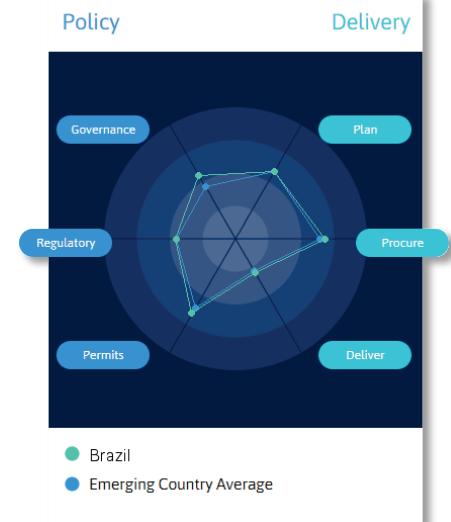 Policy Delivery
Governance Plan
Regulatory Procure
Permits Deliver
Brazil
Emerging Country Average